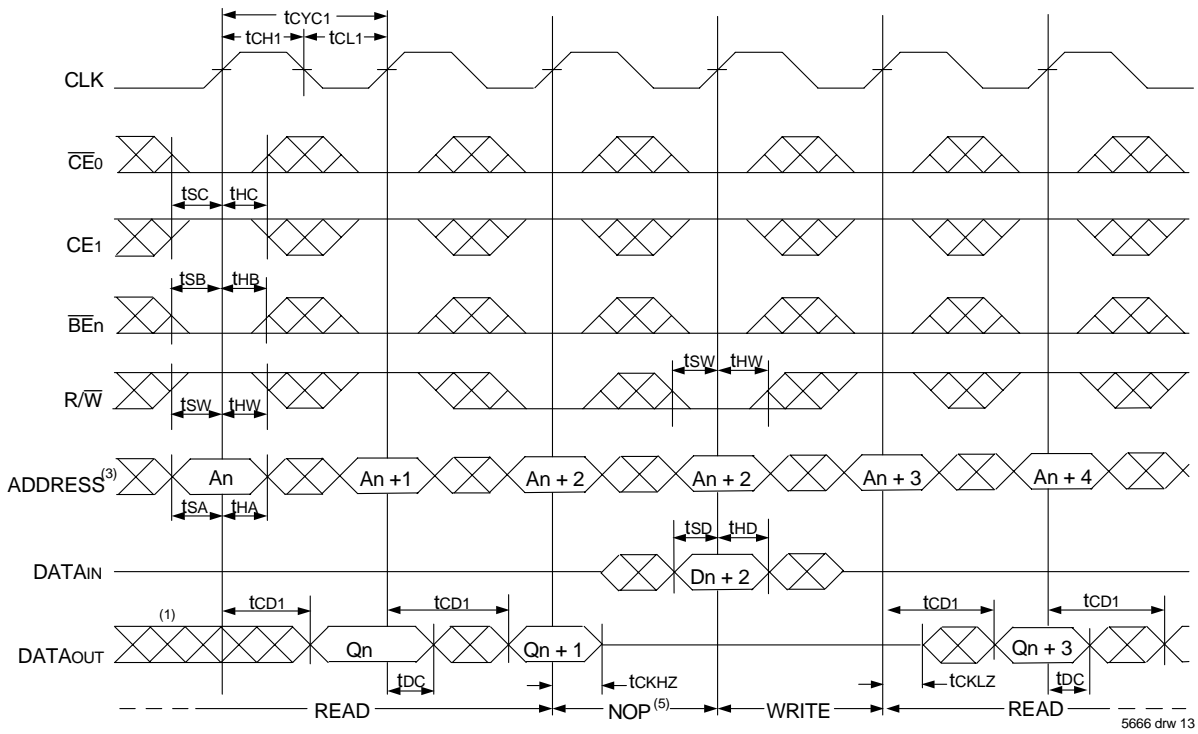 tCYC1
tCH1 tCL1
CLK
CE0
tSC tHC
CE1
tSB tHB
BEn
tSW tHW
R/W
tSW tHW
ADDRESS(3) An An +1 An + 2 An + 2 An + 3 An + 4
tSA tHA
tSD tHD
DATAIN Dn + 2
(1) tCD1 tCD1 tCD1 tCD1
DATAOUT Qn Qn + 1 Qn + 3
tDC tCKHZ tCKLZ tDC
READ NOP(5) WRITE READ
5666 drw 13